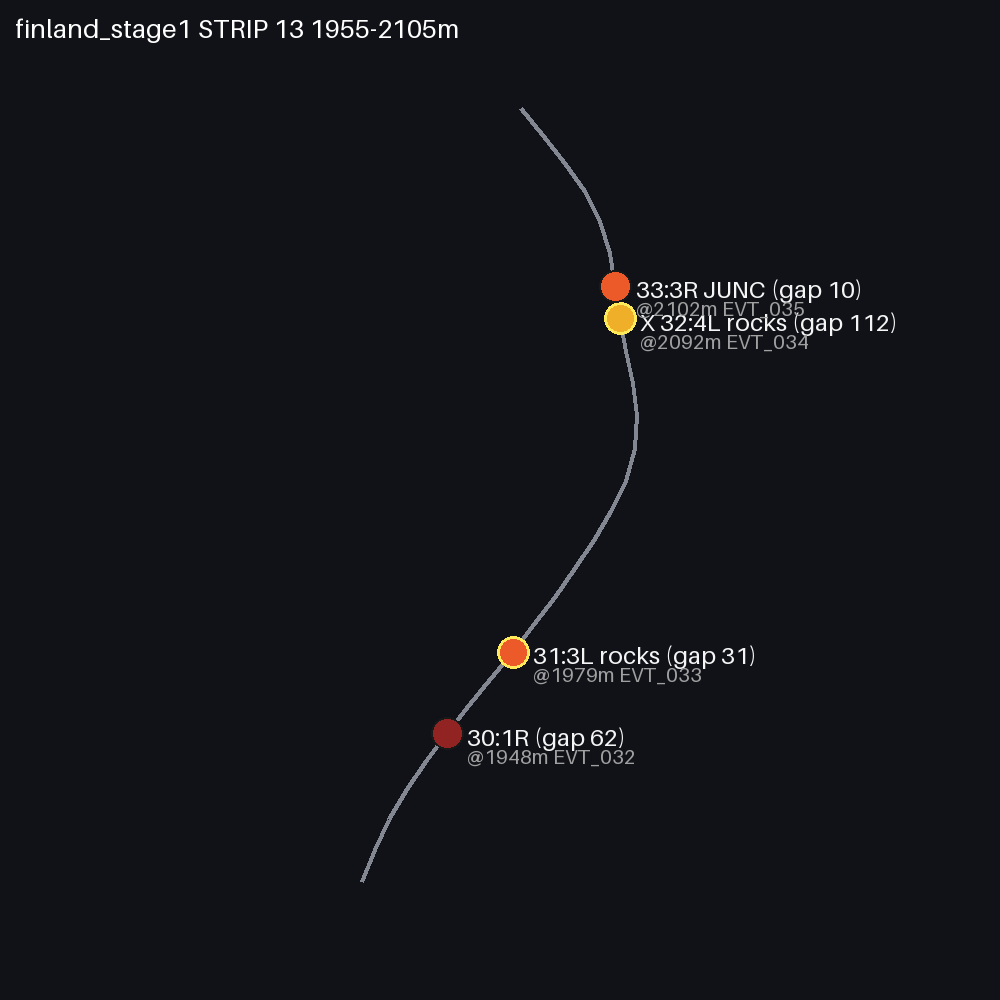 finland_stage1 STRIP 13 1955-2105m
33:3R JUNC (gap 10)
@2102m EVT_035
X 32:4L rocks (gap 112)
@2092m EVT_034
31:3L rocks (gap 31)
@1979m EVT_033
30:1R (gap 62)
@1948m EVT_032